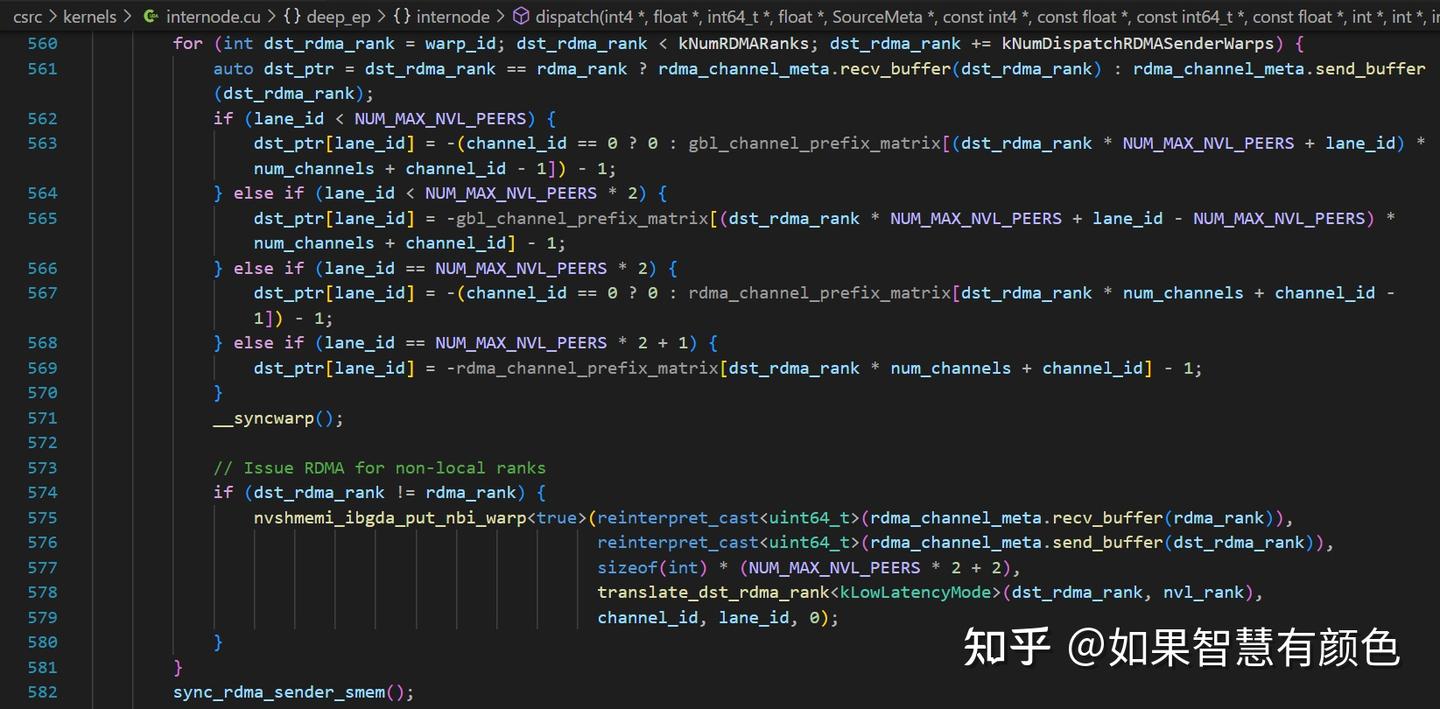 csrc > kernels > internode.cu > {} deep_ep > {} internode > dispatch(int4 *, float *, int64_t *, float *, SourceMeta *, const int4 *, const float *, const int64_t *, const float *, int *, int *, i
560 for (int dst_rdma_rank = warp_id; dst_rdma_rank < kNumRDMARanks; dst_rdma_rank += kNumDispatchRDMASenderWarps) {
561 auto dst_ptr = dst_rdma_rank == rdma_rank ? rdma_channel_meta.recv_buffer(dst_rdma_rank) : rdma_channel_meta.send_buffer
(dst_rdma_rank);
562 if (lane_id < NUM_MAX_NVL_PEERS) {
563 dst_ptr[lane_id] = -(channel_id == 0 ? 0 : gbl_channel_prefix_matrix[(dst_rdma_rank * NUM_MAX_NVL_PEERS + lane_id) *
num_channels + channel_id - 1]) - 1;
564 } else if (lane_id < NUM_MAX_NVL_PEERS * 2) {
565 dst_ptr[lane_id] = -gbl_channel_prefix_matrix[(dst_rdma_rank * NUM_MAX_NVL_PEERS + lane_id - NUM_MAX_NVL_PEERS) *
num_channels + channel_id] - 1;
566 } else if (lane_id == NUM_MAX_NVL_PEERS * 2) {
567 dst_ptr[lane_id] = -(channel_id == 0 ? 0 : rdma_channel_prefix_matrix[dst_rdma_rank * num_channels + channel_id -
1]) - 1;
568 } else if (lane_id == NUM_MAX_NVL_PEERS * 2 + 1) {
569 dst_ptr[lane_id] = -rdma_channel_prefix_matrix[dst_rdma_rank * num_channels + channel_id] - 1;
570 }
571 __syncwarp();
572
573 // Issue RDMA for non-local ranks
574 if (dst_rdma_rank != rdma_rank) {
575 nvshmemi_ibgda_put_nbi_warp<true>(reinterpret_cast<uint64_t>(rdma_channel_meta.recv_buffer(rdma_rank)),
576 reinterpret_cast<uint64_t>(rdma_channel_meta.send_buffer(dst_rdma_rank)),
577 sizeof(int) * (NUM_MAX_NVL_PEERS * 2 + 2),
578 translate_dst_rdma_rank<kLowLatencyMode>(dst_rdma_rank, nvl_rank),
579 channel_id, lane_id, 0);
580 }
581 }
582 sync_rdma_sender_smem();
知乎 @如果智慧有颜色